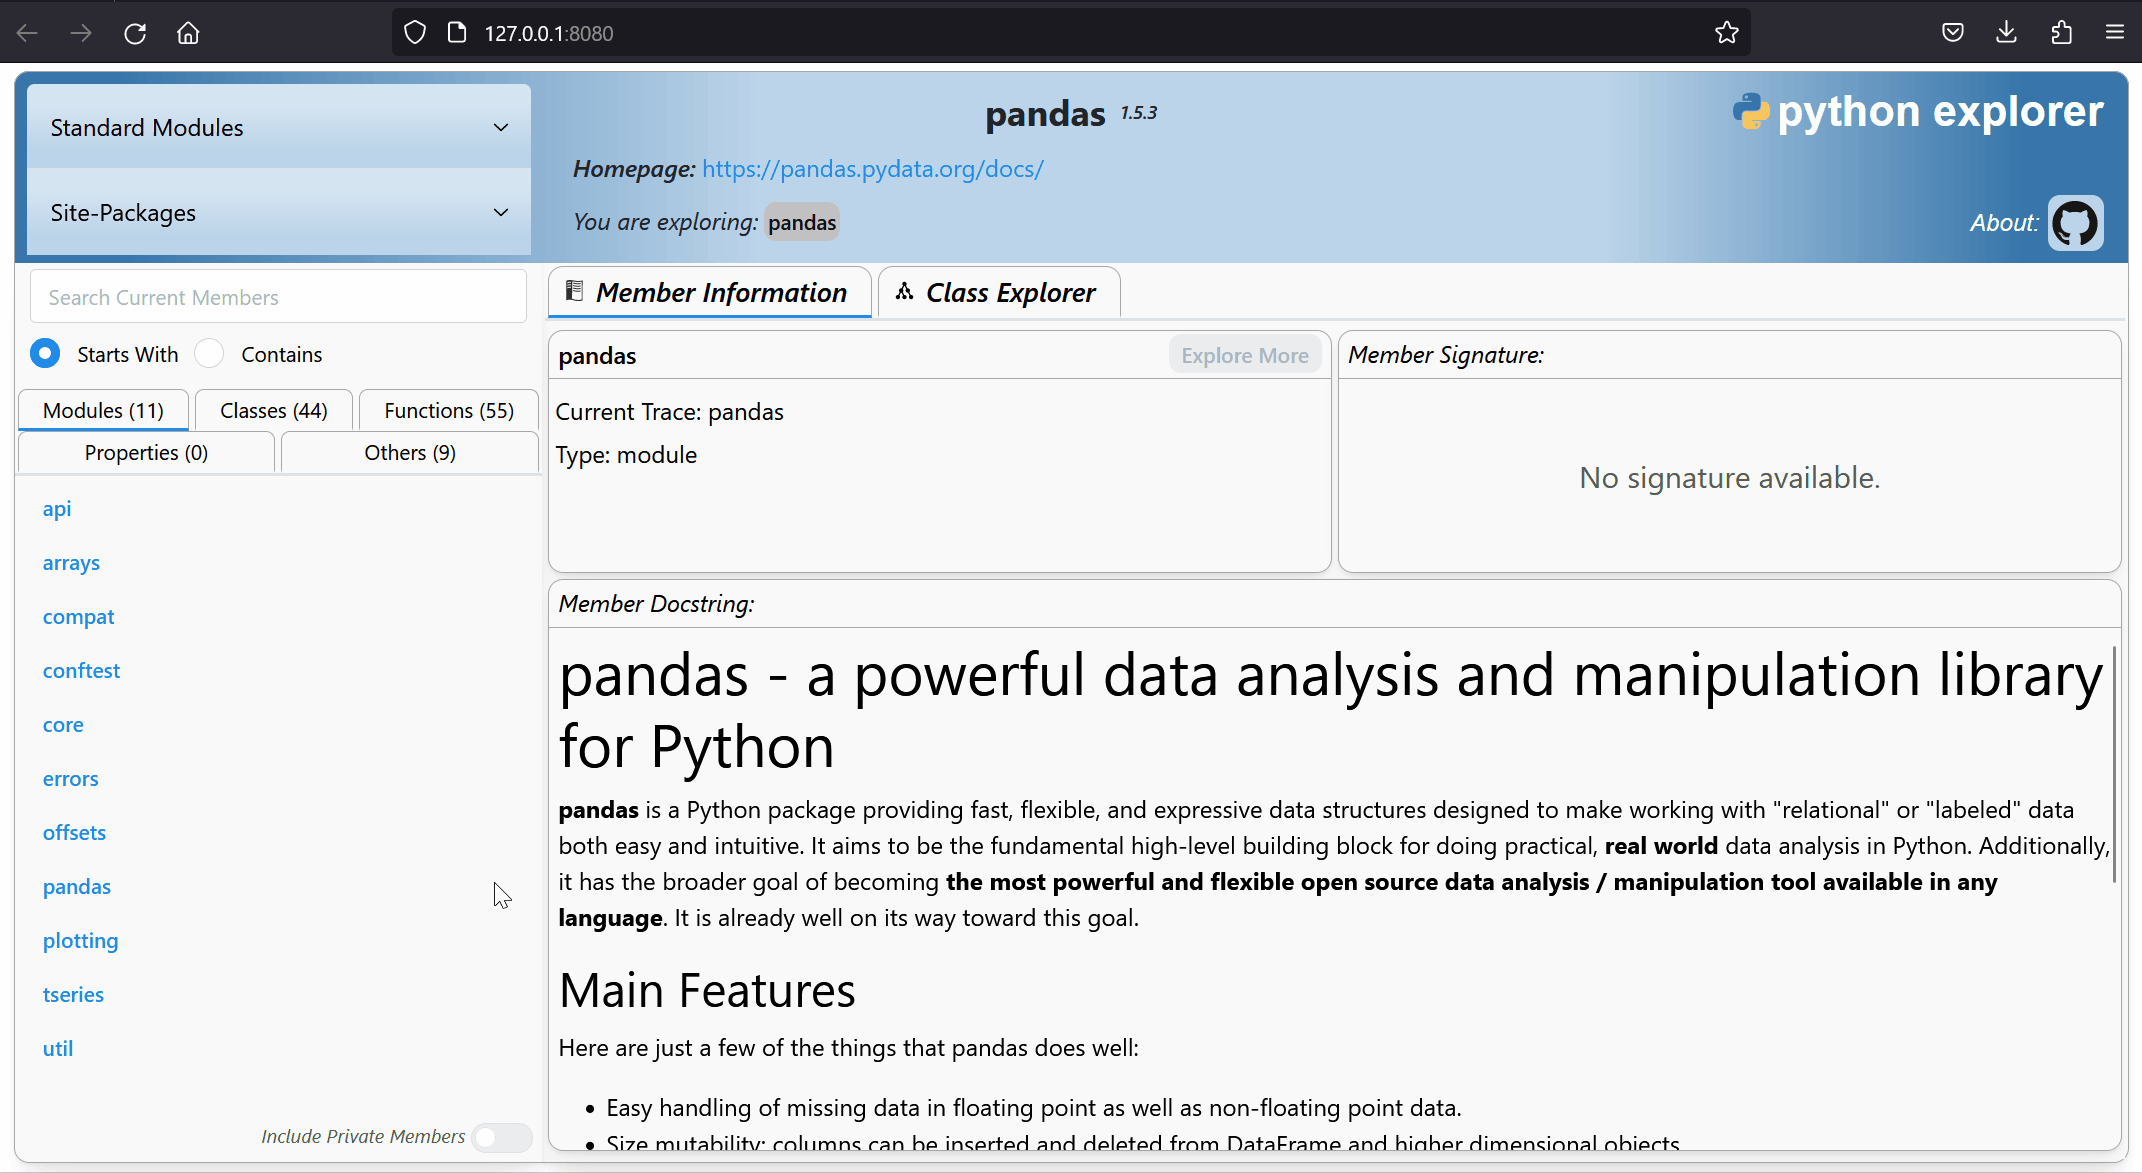 127.0.0.1:8080
Standard Modules
Site-Packages
pandas 1.5.3
Homepage: https://pandas.pydata.org/docs/
You are exploring: pandas
python explorer
About:
Search Current Members
Starts With
Contains
Modules (11)
Classes (44)
Functions (55)
Properties (0)
Others (9)
api
arrays
compat
conftest
core
errors
offsets
pandas
plotting
tseries
util
Include Private Members
Member Information
Class Explorer
pandas
Explore More
Current Trace: pandas
Type: module
Member Signature:
No signature available.
Member Docstring:
pandas - a powerful data analysis and manipulation library
for Python
pandas is a Python package providing fast, flexible, and expressive data structures designed to make working with "relational" or "labeled" data
both easy and intuitive. It aims to be the fundamental high-level building block for doing practical, real world data analysis in Python. Additionally,
it has the broader goal of becoming the most powerful and flexible open source data analysis / manipulation tool available in any
language. It is already well on its way toward this goal.
Main Features
Here are just a few of the things that pandas does well:
• Easy handling of missing data in floating point as well as non-floating point data.
• Size mutability: columns can be inserted and deleted from DataFrame and higher dimensional objects